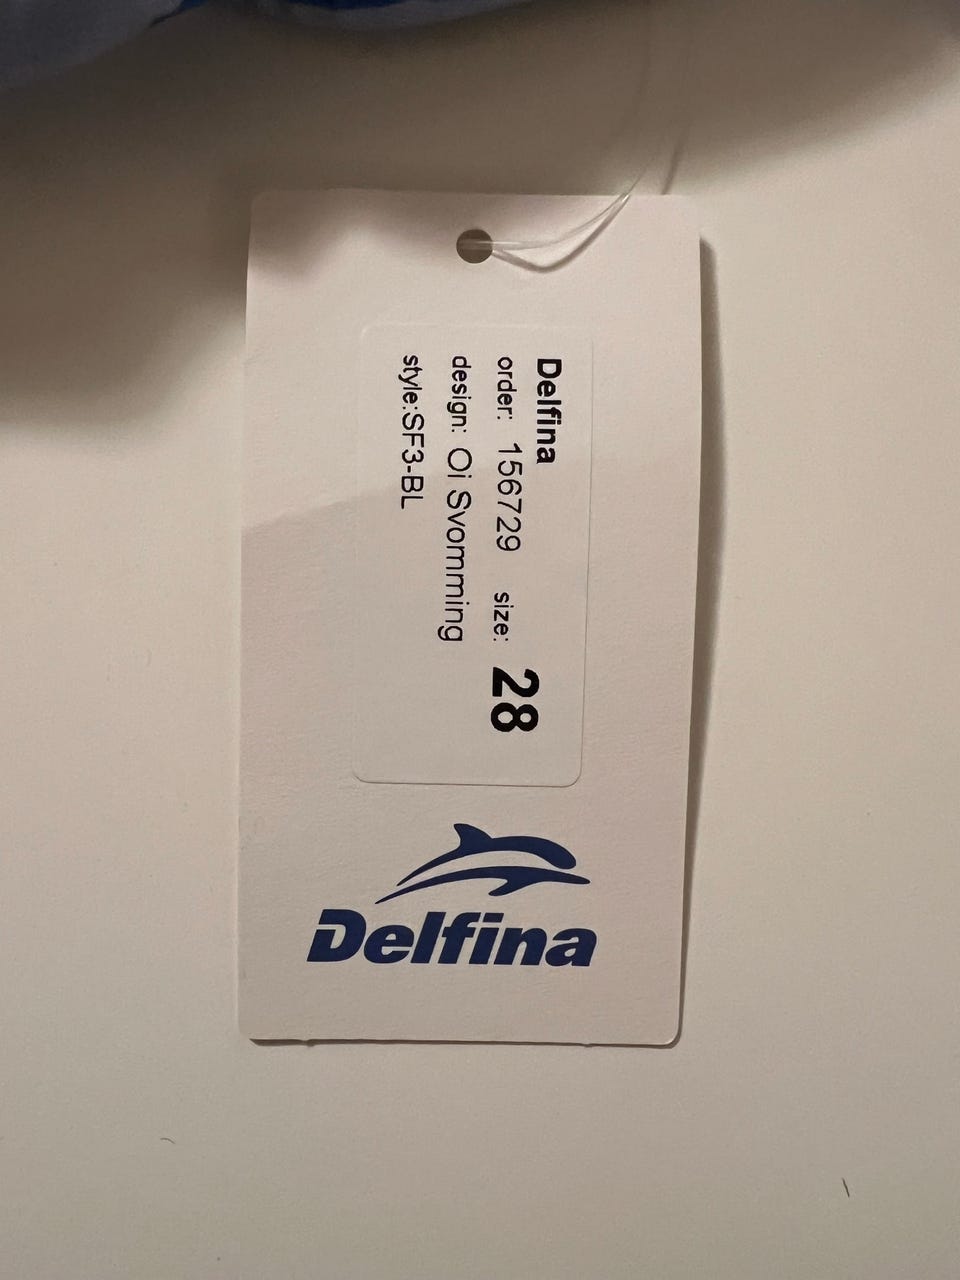 Delfina
order: 156729 size: 28
design: Oi Svomming
style:SF3-BL
Delfina